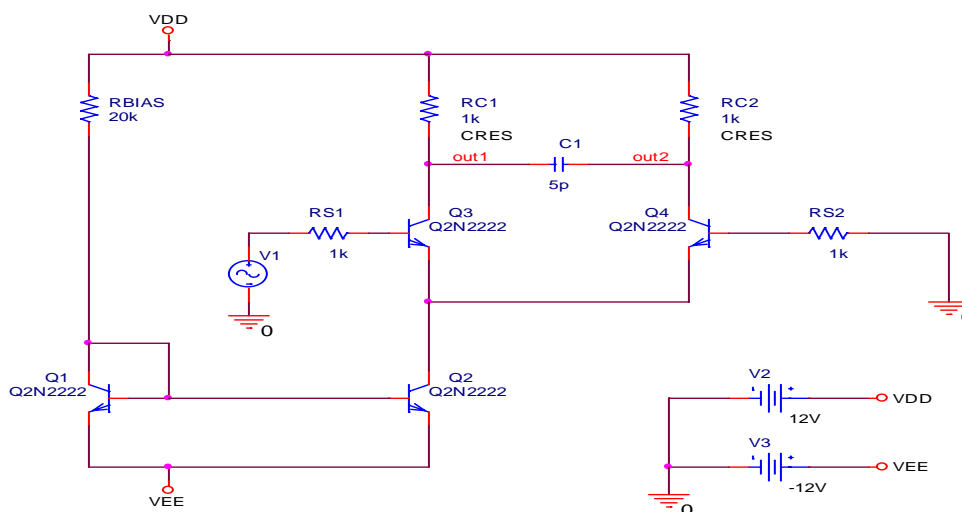 VDD
RBIAS
20k
RC1
1k
CRES
RC2
1k
CRES
C1
out1
out2
5p
RS1
1k
Q3
Q2N2222
Q4
Q2N2222
RS2
1k
V1
0
0
Q1
Q2N2222
Q2
Q2N2222
V2
12V
VDD
V3
-12V
VEE
VEE
0